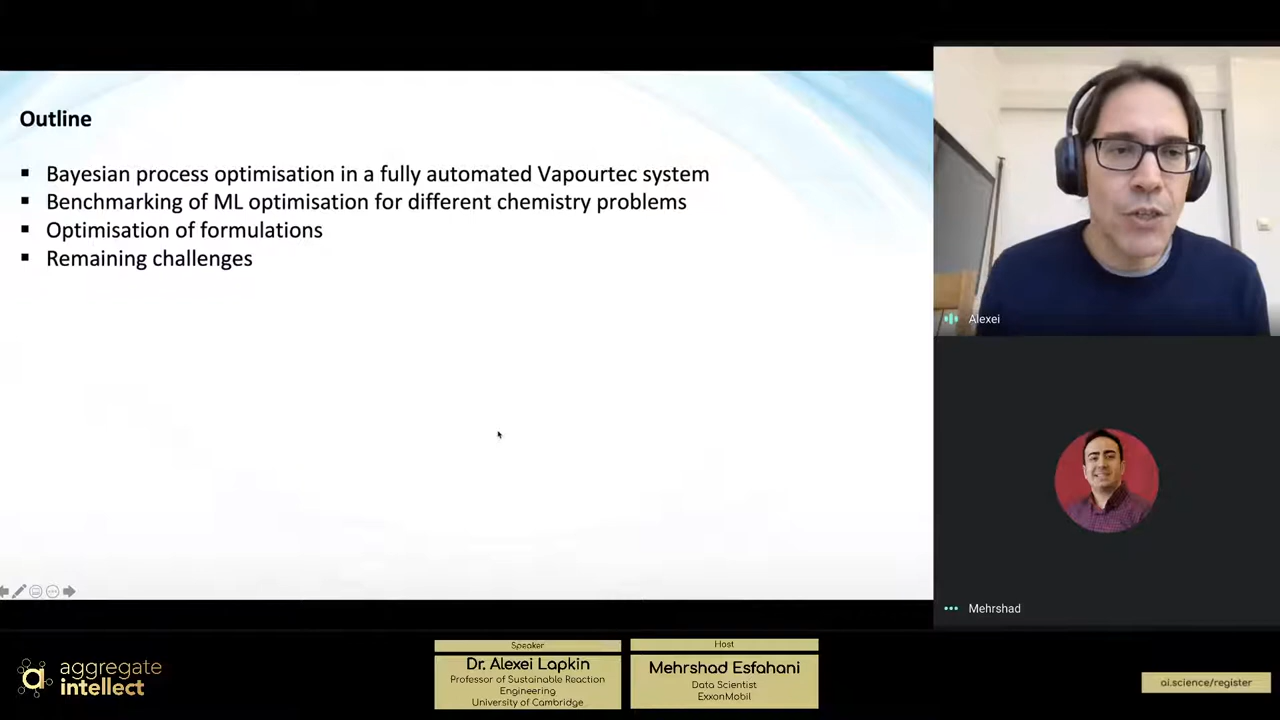 Outline
▪ Bayesian process optimisation in a fully automated Vapourtec system
▪ Benchmarking of ML optimisation for different chemistry problems
▪ Optimisation of formulations
▪ Remaining challenges
Alexei
Mehrshad
aggregate
intellect
Speaker
Dr. Alexei Lapkin
Professor of Sustainable Reaction
Engineering
University of Cambridge
Host
Mehrshad Esfahani
Data Scientist
ExxonMobil
ai.science/register